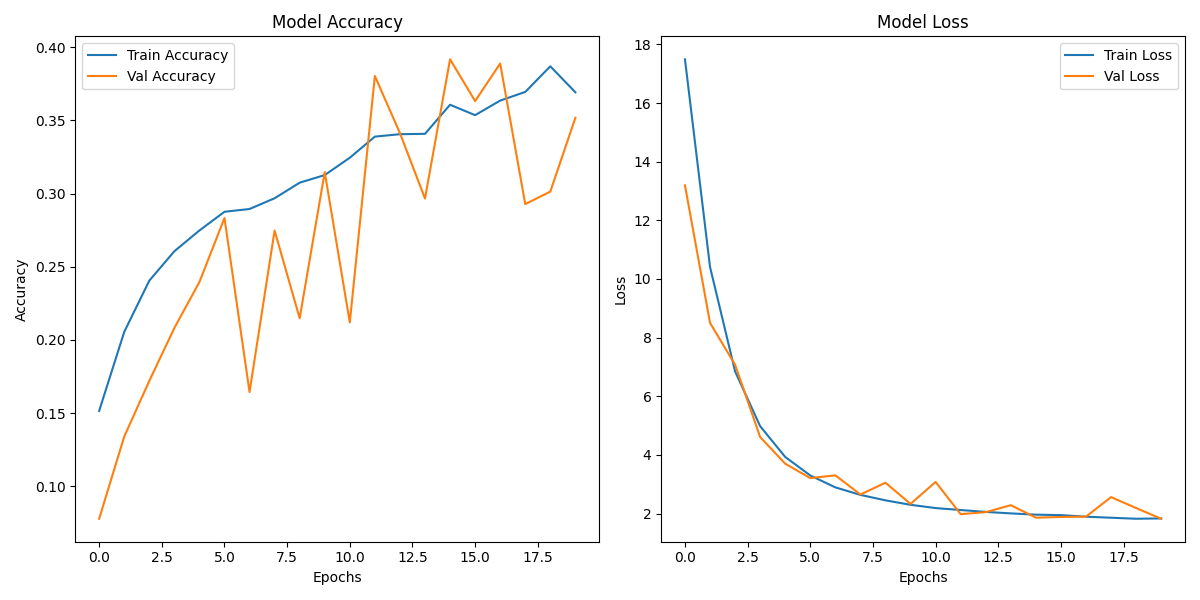 Model Accuracy
Train Accuracy
Val Accuracy
0.40
0.35
0.30
0.25
0.20
0.15
0.10
Accuracy
0.0 2.5 5.0 7.5 10.0 12.5 15.0 17.5
Epochs
Model Loss
Train Loss
Val Loss
18
16
14
12
10
8
6
4
2
Loss
0.0 2.5 5.0 7.5 10.0 12.5 15.0 17.5
Epochs